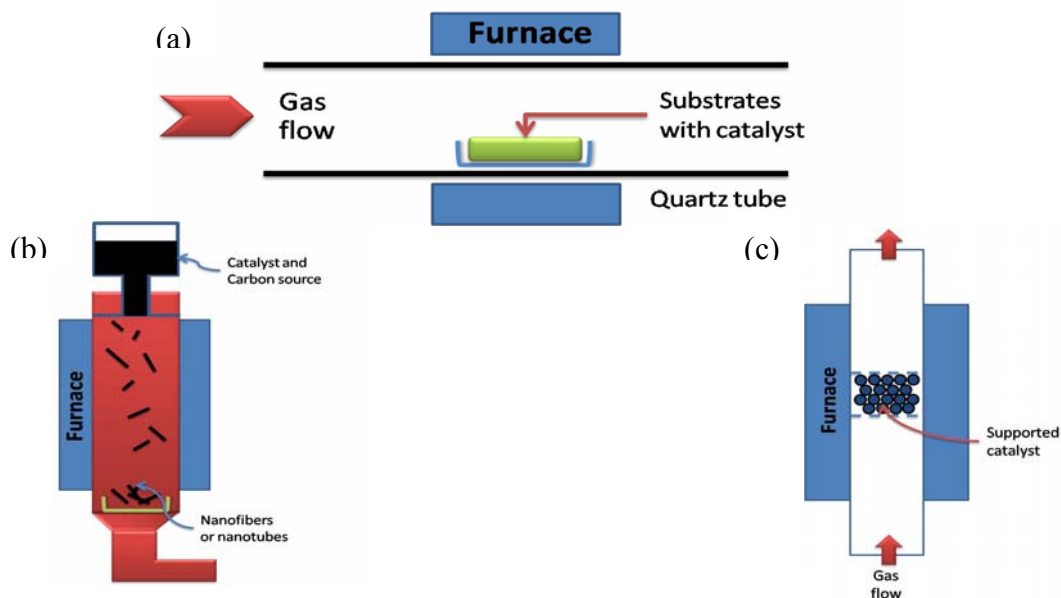 (a)
Furnace
Gas
flow
Substrates
with catalyst
Quartz tube
(b)
Catalyst and
Carbon source
Furnace
Nanofibers
or nanotubes
(c)
Furnace
Supported
catalyst
Gas
flow